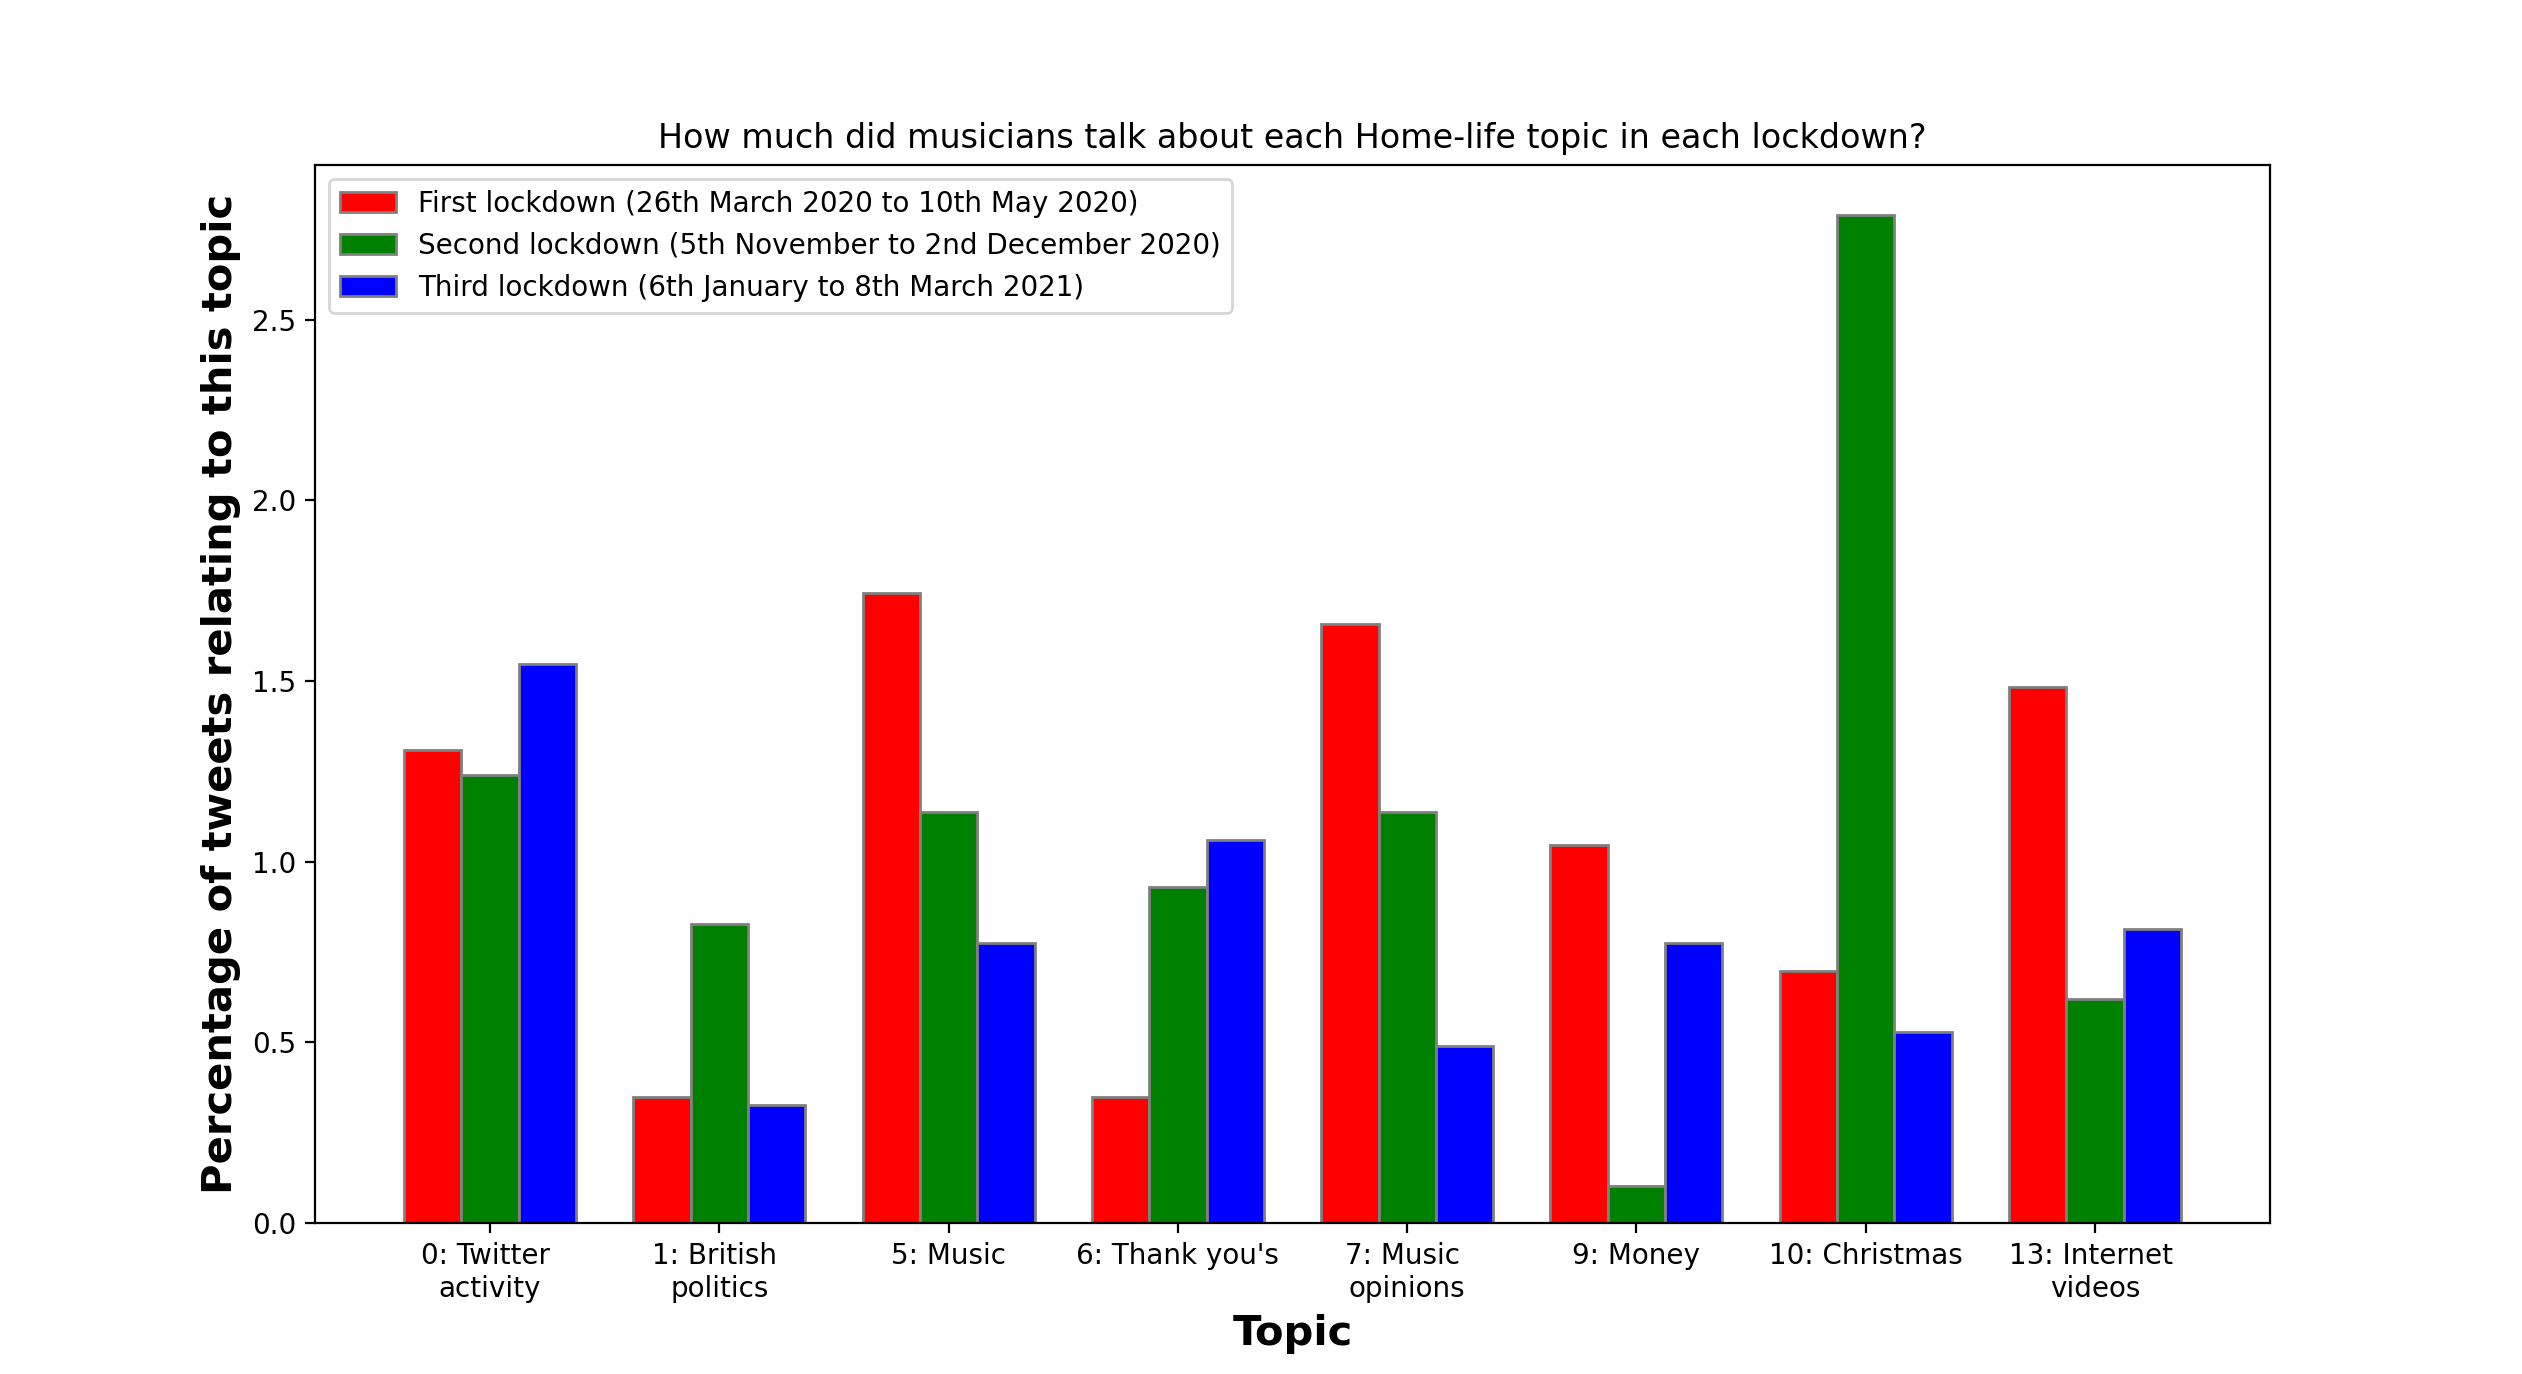 How much did musicians talk about each Home-life topic in each lockdown?
First lockdown (26th March 2020 to 10th May 2020)
Second lockdown (5th November to 2nd December 2020)
Third lockdown (6th January to 8th March 2021)
Percentage of tweets relating to this topic
2.5
2.0
1.5
1.0
0.5
0.0
0: Twitter
activity
1: British
politics
5: Music
6: Thank you's
7: Music
opinions
9: Money
10: Christmas
13: Internet
videos
Topic